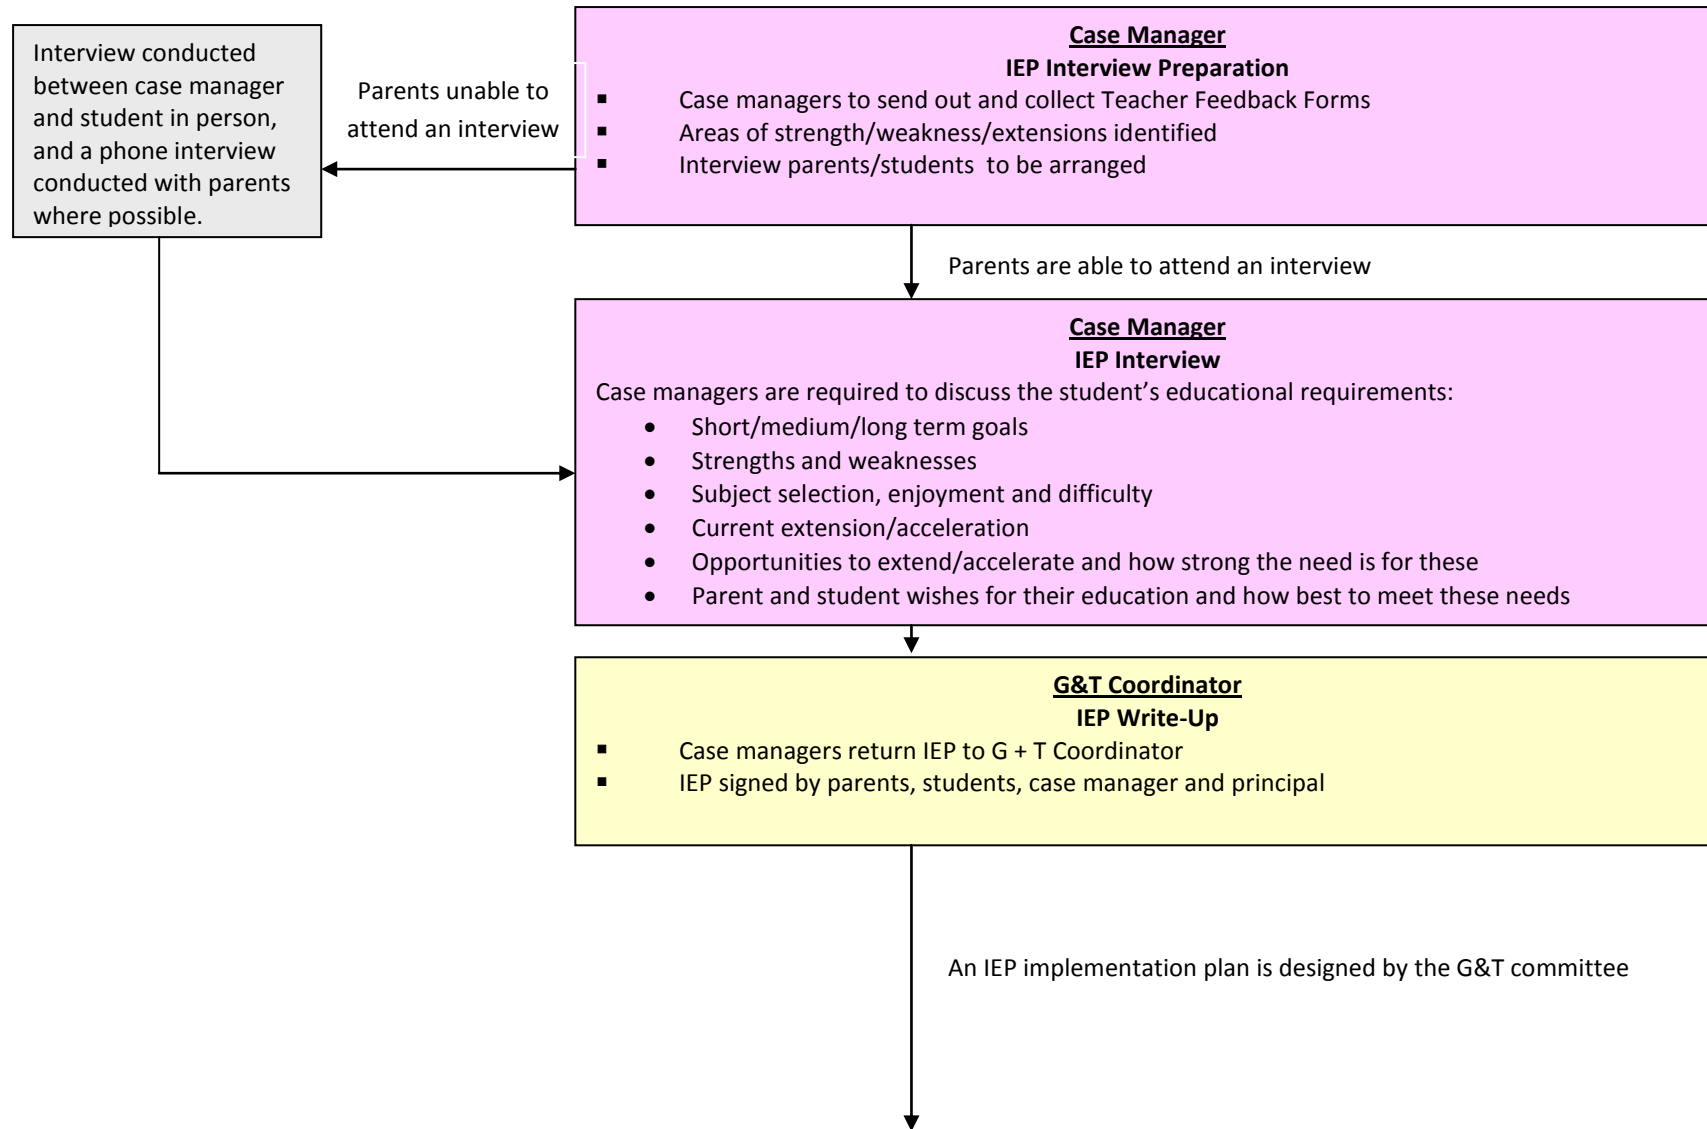 Interview conducted
between case manager
and student in person,
and a phone interview
conducted with parents
where possible.
Parents unable to
attend an interview
Case Manager
IEP Interview Preparation
▪ Case managers to send out and collect Teacher Feedback Forms
▪ Areas of strength/weakness/extensions identified
▪ Interview parents/students to be arranged
Parents are able to attend an interview
Case Manager
IEP Interview
Case managers are required to discuss the student’s educational requirements:
• Short/medium/long term goals
• Strengths and weaknesses
• Subject selection, enjoyment and difficulty
• Current extension/acceleration
• Opportunities to extend/accelerate and how strong the need is for these
• Parent and student wishes for their education and how best to meet these needs
G&T Coordinator
IEP Write-Up
▪ Case managers return IEP to G + T Coordinator
▪ IEP signed by parents, students, case manager and principal
An IEP implementation plan is designed by the G&T committee